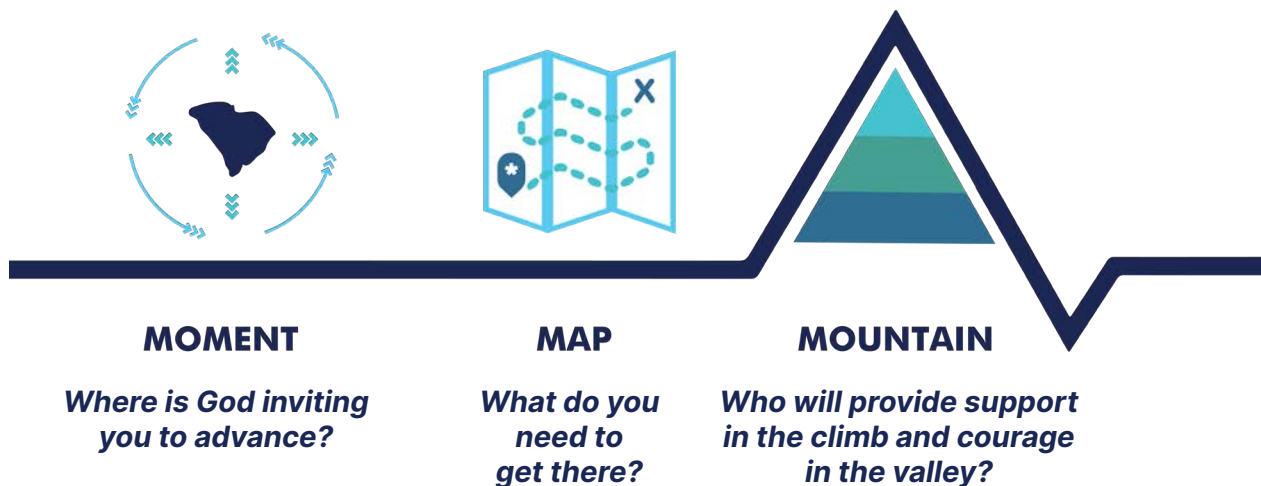 MOMENT
Where is God inviting
you to advance?
MAP
What do you
need to
get there?
MOUNTAIN
Who will provide support
in the climb and courage
in the valley?